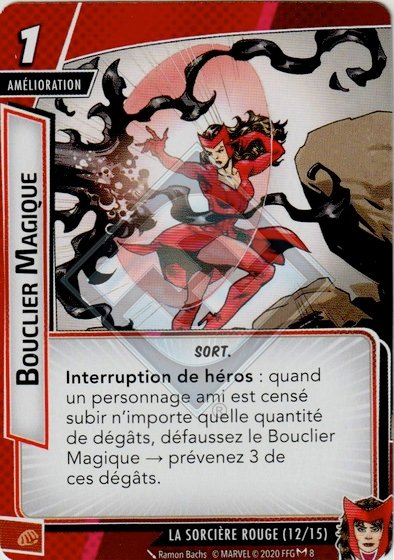 1
AMÉLIORATION
BOUCLIER MAGIQUE
SORT.
Interruption de héros : quand
un personnage ami est censé
subir n’importe quelle quantité
de dégâts, défaussez le Bouclier
Magique → prévenez 3 de
ces dégâts.
LA SORCIÈRE ROUGE (12/15)
Ramon Bachs © MARVEL © 2020 FFG M 8
®